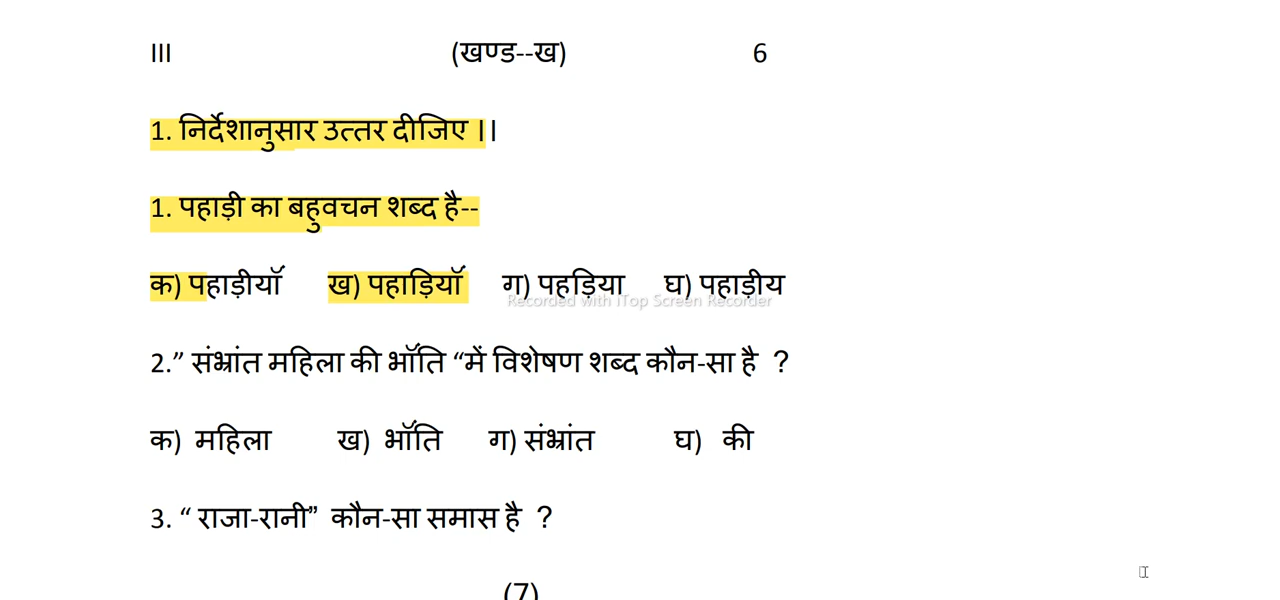 III (खण्ड--ख) 6
1. निर्देशानुसार उत्तर दीजिए ।।
1. पहाड़ी का बहुवचन शब्द है--
क) पहाड़ीयॉं ख) पहाड़ियॉं ग) पहड़िया घ) पहाड़ीय
Recorded with iTop Screen Recorder
2.” संभ्रांत महिला की भॉंति “में विशेषण शब्द कौन-सा है ?
क) महिला ख) भॉंति ग) संभ्रांत घ) की
3. “ राजा-रानी” कौन-सा समास है ?
(7)